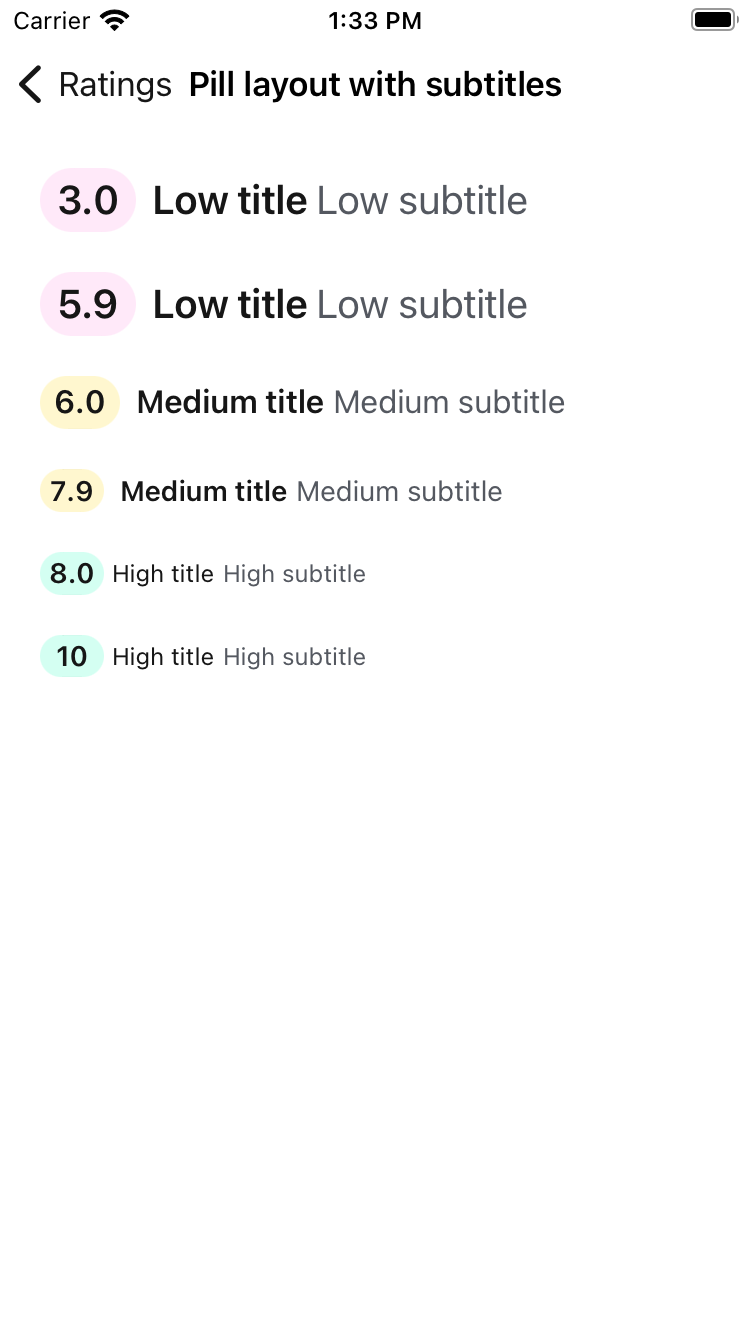 Carrier 1:33 PM
Ratings Pill layout with subtitles
3.0 Low title Low subtitle
5.9 Low title Low subtitle
6.0 Medium title Medium subtitle
7.9 Medium title Medium subtitle
8.0 High title High subtitle
10 High title High subtitle